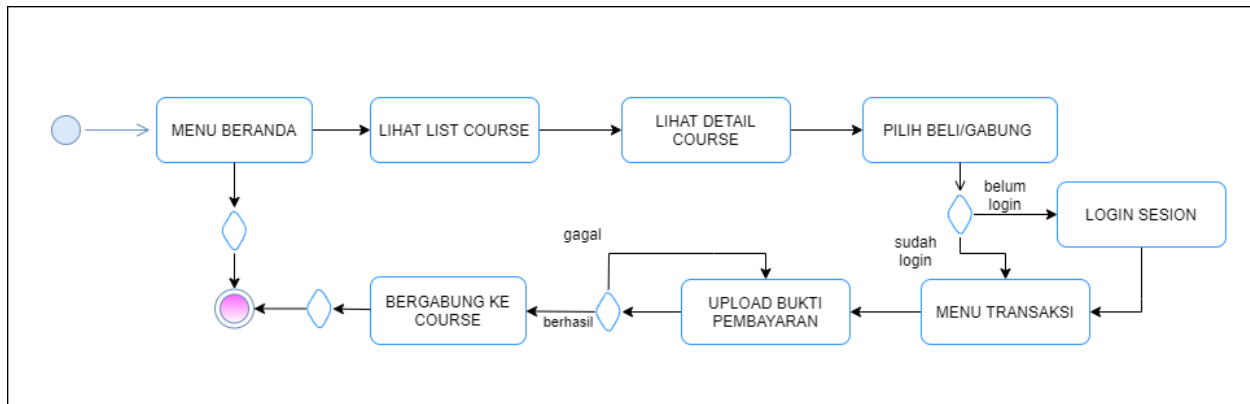 MENU BERANDA
LIHAT LIST COURSE
LIHAT DETAIL
COURSE
PILIH BELI/GABUNG
belum
login
LOGIN SESION
sudah
login
gagal
BERGABUNG KE
COURSE
berhasil
UPLOAD BUKTI
PEMBAYARAN
MENU TRANSAKSI